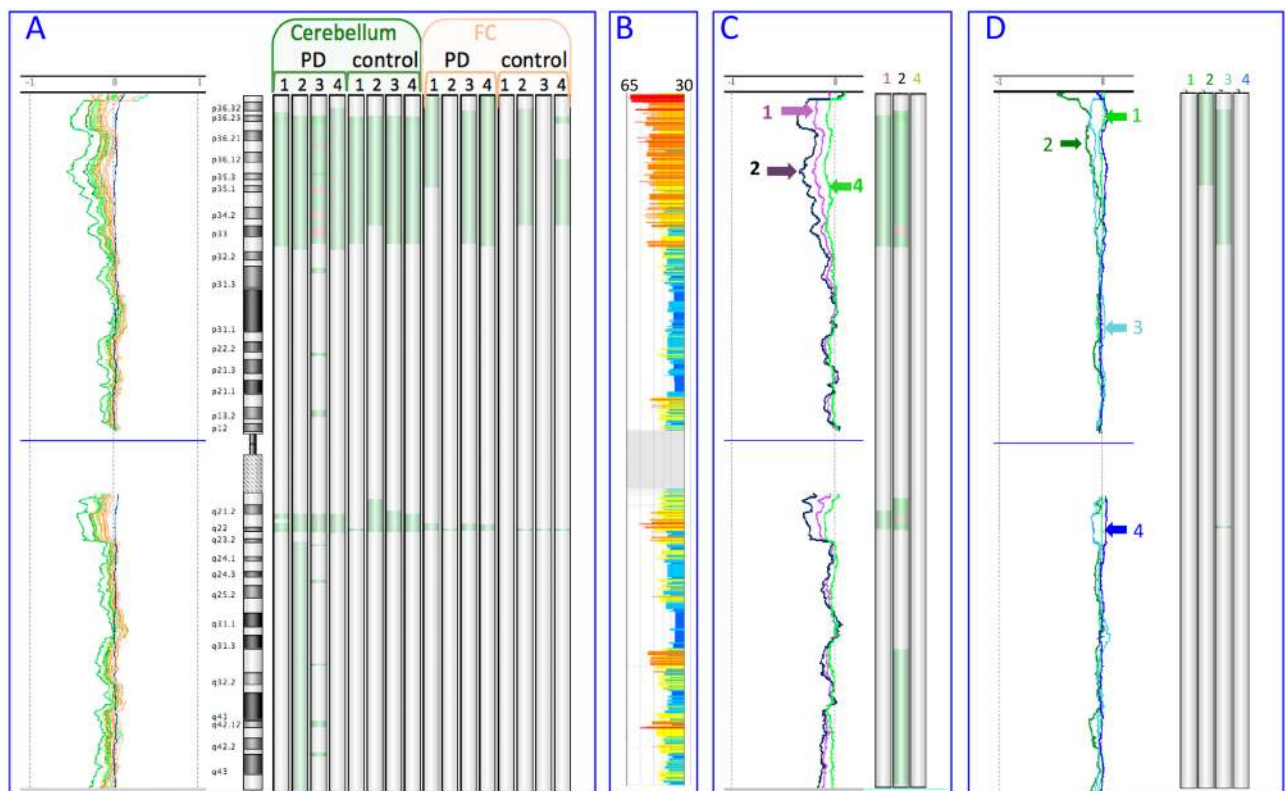 A
Cerebellum
FC
PD control PD control
1 2 3 4 1 2 3 4 1 2 3 4 1 2 3 4
-1 0 1
p36.32
p36.23
p36.21
p36.12
p35.3
p35.1
p34.2
p33
p32.2
p31.3
p31.1
p22.2
p21.3
p21.1
p13.2
p12
q21.2
q22
q23.2
q24.1
q24.3
q25.2
q31.1
q31.3
q32.2
q41
q42.12
q42.2
q43
B
65 30
C
1 2 4
-1 0
1
2
4
D
1 2 3 4
-1 0
1
2
3
4